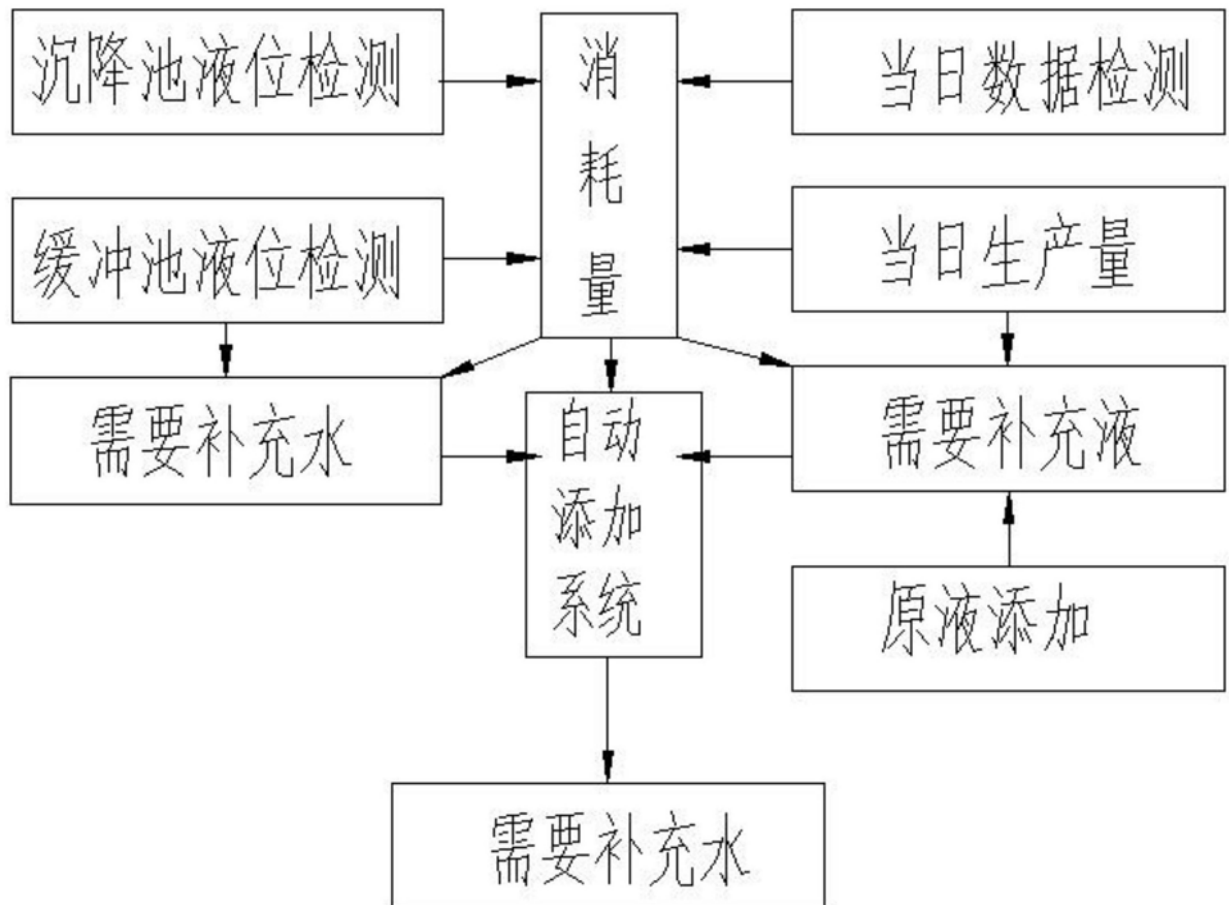 沉降池液位检测
消
耗
量
当日数据检测
缓冲池液位检测
当日生产量
需要补充水
自动
添加
系统
需要补充液
原液添加
需要补充水